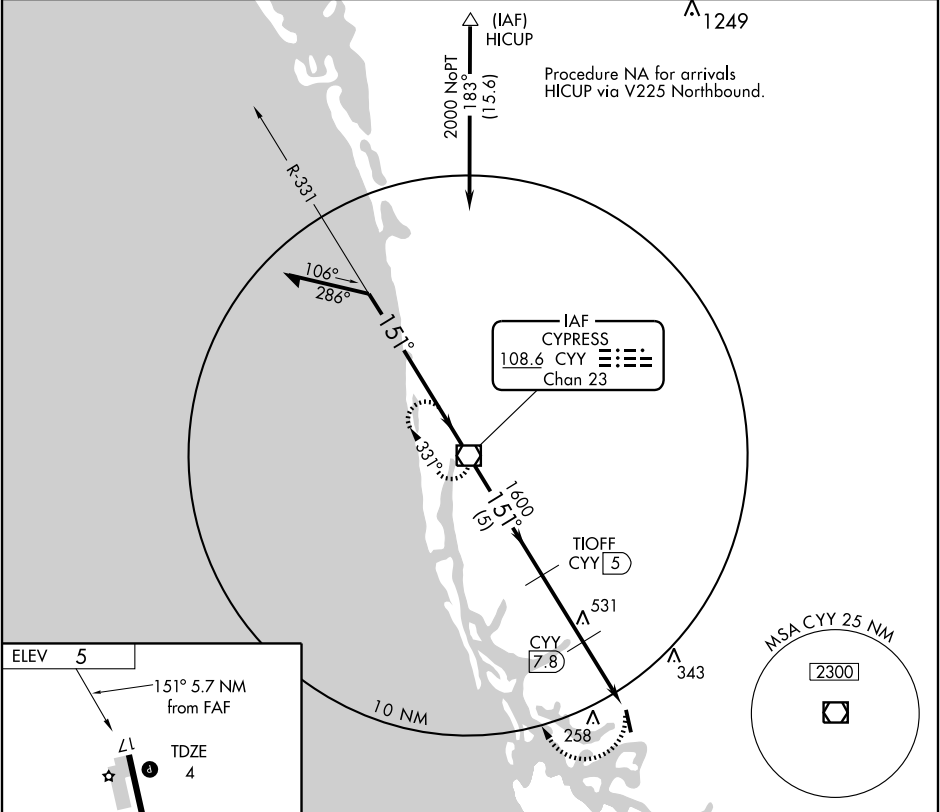 (IAF)
HICUP
1249
2000 NoPT
183°
(15.6)
Procedure NA for arrivals
HICUP via V225 Northbound.
R-331
106°
286°
151°
IAF
CYPRESS
108.6 CYY
Chan 23
331°
1600
151°
(5)
TIOFF
CYY 5
531
CYY
7.8
343
258
10 NM
MSA CYY 25 NM
2300
ELEV 5
151° 5.7 NM
from FAF
17
TDZE
4
P